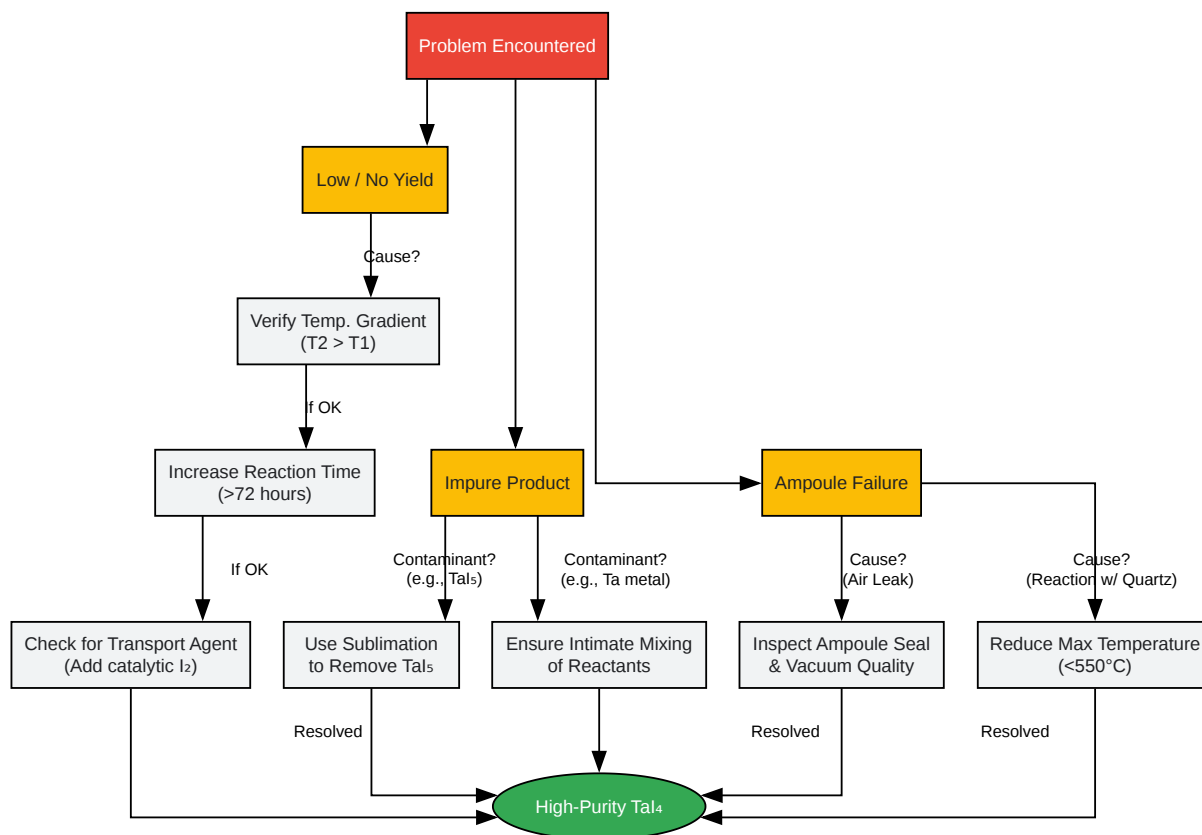 Problem Encountered
Low / No Yield
Cause?
Verify Temp. Gradient
(T2 > T1)
If OK
Increase Reaction Time
(>72 hours)
Impure Product
Ampoule Failure
If OK
Contaminant?
(e.g., TaI₅)
Contaminant?
(e.g., Ta metal)
Cause?
(Air Leak)
Cause?
(Reaction w/ Quartz)
Check for Transport Agent
(Add catalytic I₂)
Use Sublimation
to Remove TaI₅
Ensure Intimate Mixing
of Reactants
Inspect Ampoule Seal
& Vacuum Quality
Reduce Max Temperature
(<550°C)
Resolved
Resolved
Resolved
High-Purity TaI₄